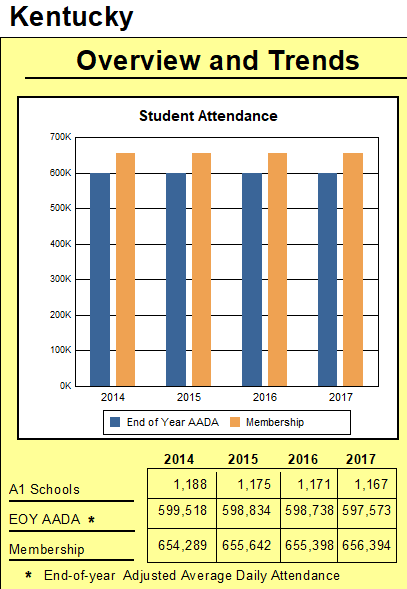 Kentucky
Overview and Trends
Student Attendance
700K
600K
500K
400K
300K
200K
100K
0K
2014 2015 2016 2017
End of Year AADA Membership
2014 2015 2016 2017
A1 Schools 1,188 1,175 1,171 1,167
EOY AADA * 599,518 598,834 598,738 597,573
Membership 654,289 655,642 655,398 656,394
* End-of-year Adjusted Average Daily Attendance